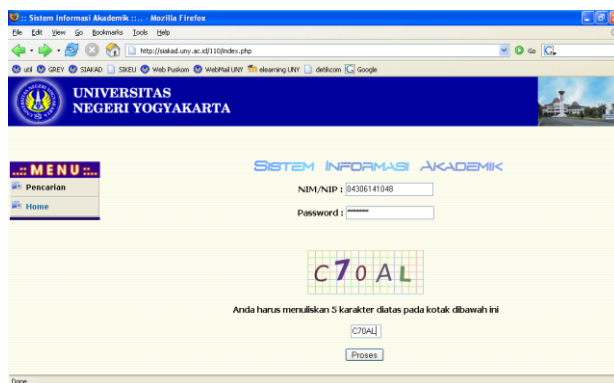 :: Sistem Informasi Akademik ::.. - Mozilla Firefox
File Edit View Go Bookmarks Tools Help
http://siakad.uny.ac.id/110/index.php Go
util GREY SIAKAD SIKEU Web Puskom WebMail UNY elearning UNY detikcom Google
UNIVERSITAS
NEGERI YOGYAKARTA
..:: M E N U ::..
Pencarian
Home
SISTEM INFORMASI AKADEMIK
NIM/NIP : 04306141048
Password : *******
C70AL
Anda harus menuliskan 5 karakter diatas pada kotak dibawah ini
C70AL
Proses
Done